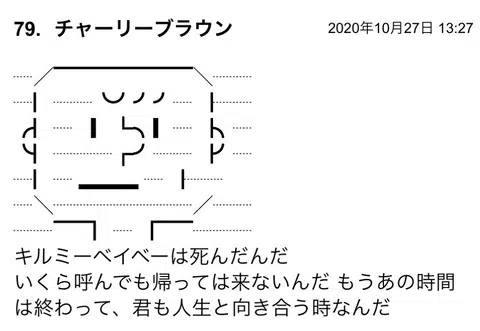 79. チャーリーブラウン 2020年10月27日 13:27
キルミーベイベーは死んだんだ
いくら呼んでも帰っては来ないんだ もうあの時間
は終わって、君も人生と向き合う時なんだ